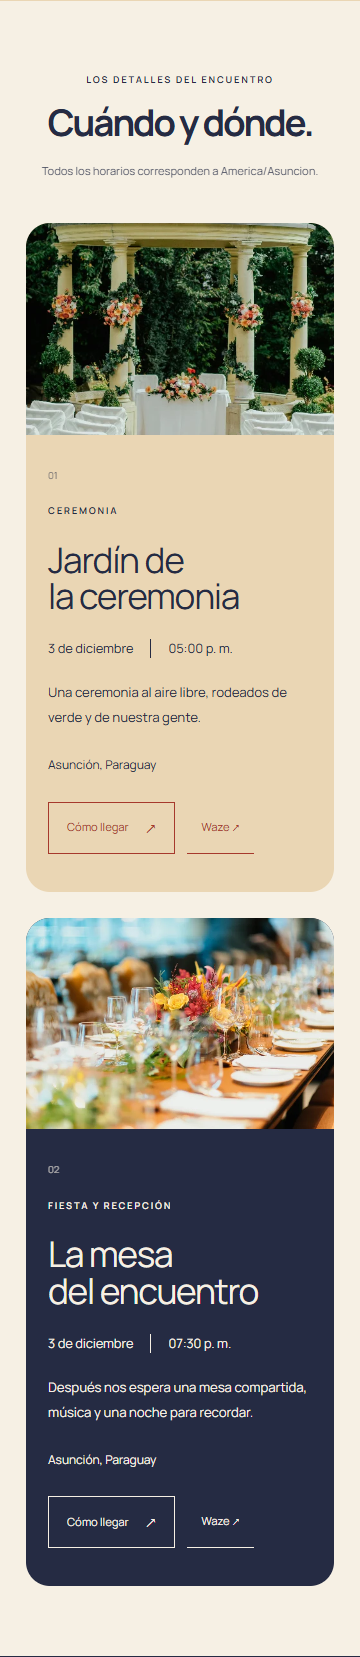 LOS DETALLES DEL ENCUENTRO
Cuándo y dónde.
Todos los horarios corresponden a America/Asuncion.
01
CEREMONIA
Jardín de
la ceremonia
3 de diciembre | 05:00 p. m.
Una ceremonia al aire libre, rodeados de
verde y de nuestra gente.
Asunción, Paraguay
Cómo llegar ↗ Waze ↗
02
FIESTA Y RECEPCIÓN
La mesa
del encuentro
3 de diciembre | 07:30 p. m.
Después nos espera una mesa compartida,
música y una noche para recordar.
Asunción, Paraguay
Cómo llegar ↗ Waze ↗